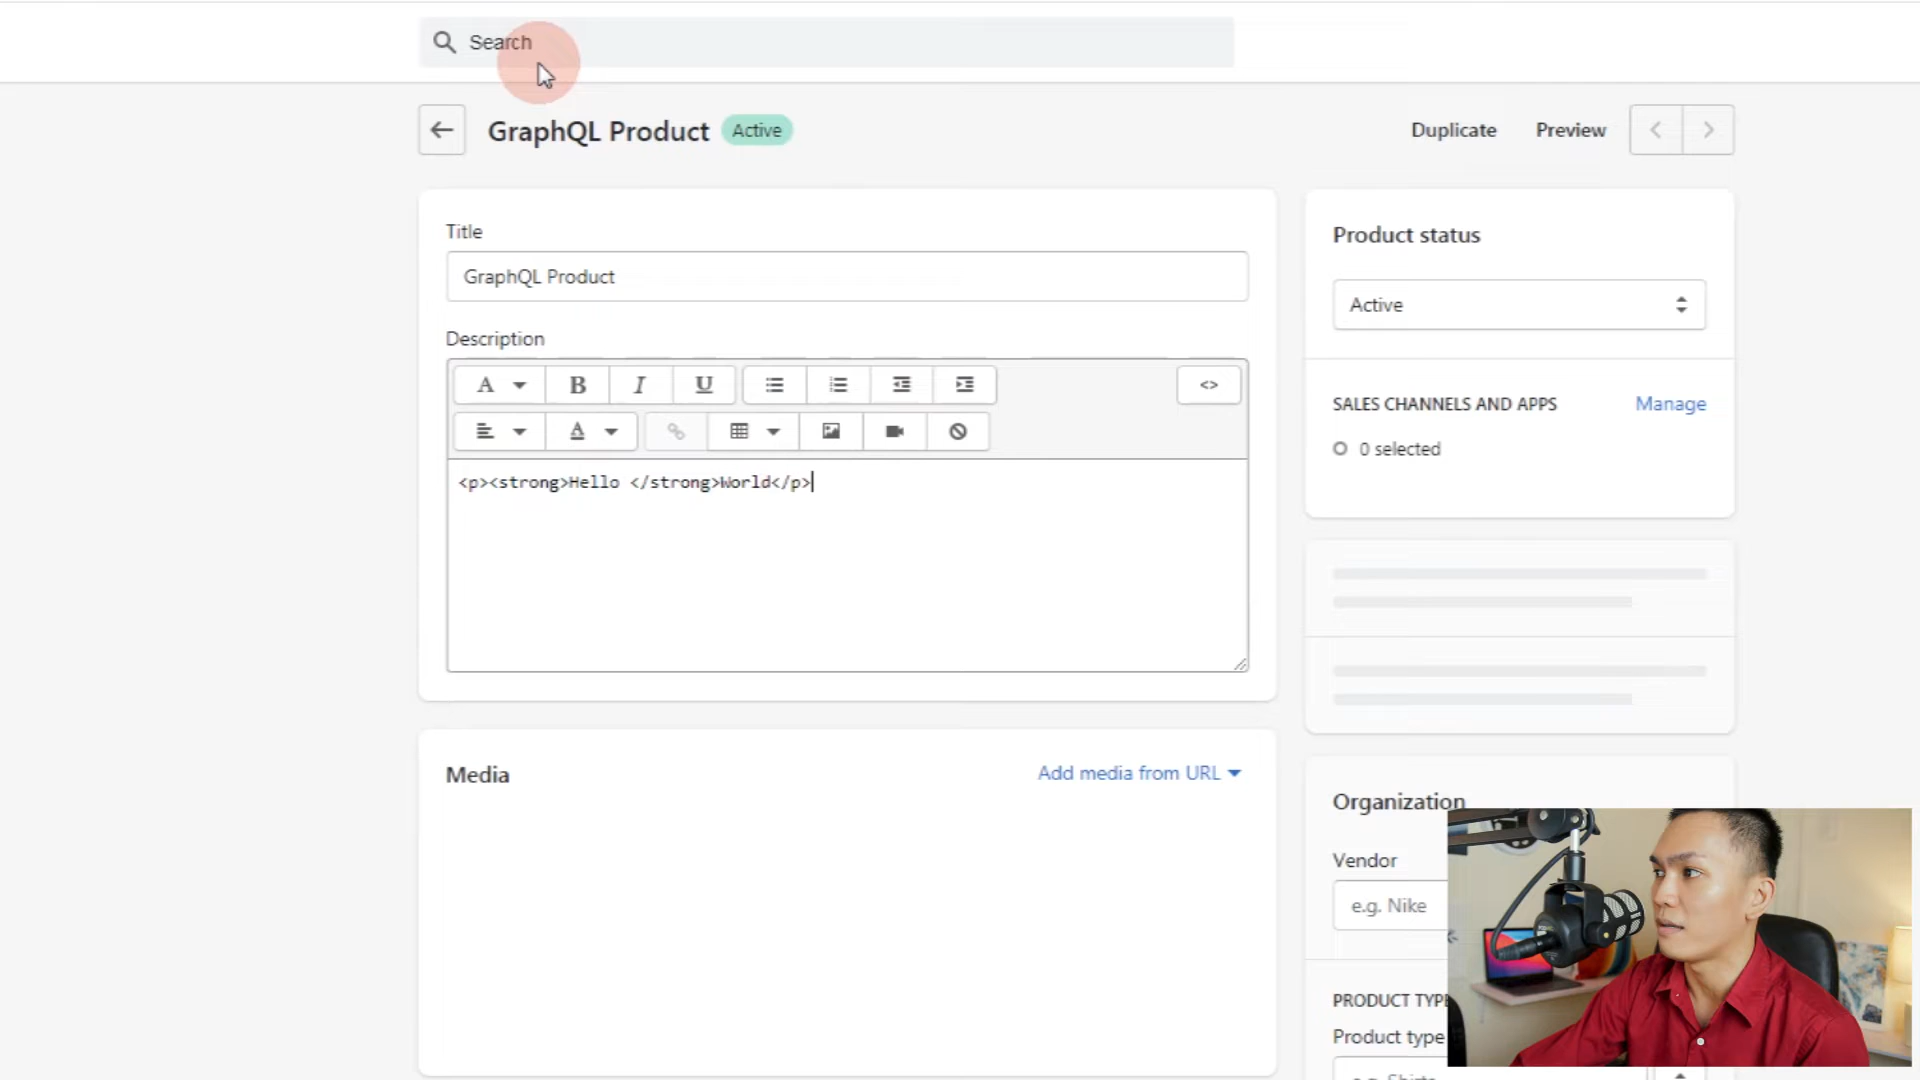 Search
GraphQL Product Active
Duplicate Preview
Title
GraphQL Product
Description
A B I U <>
A
<p><strong>Hello </strong>World</p>
Media
Add media from URL
Product status
Active
SALES CHANNELS AND APPS Manage
0 selected
Organization
Vendor
e.g. Nike
PRODUCT TYPE
Product type